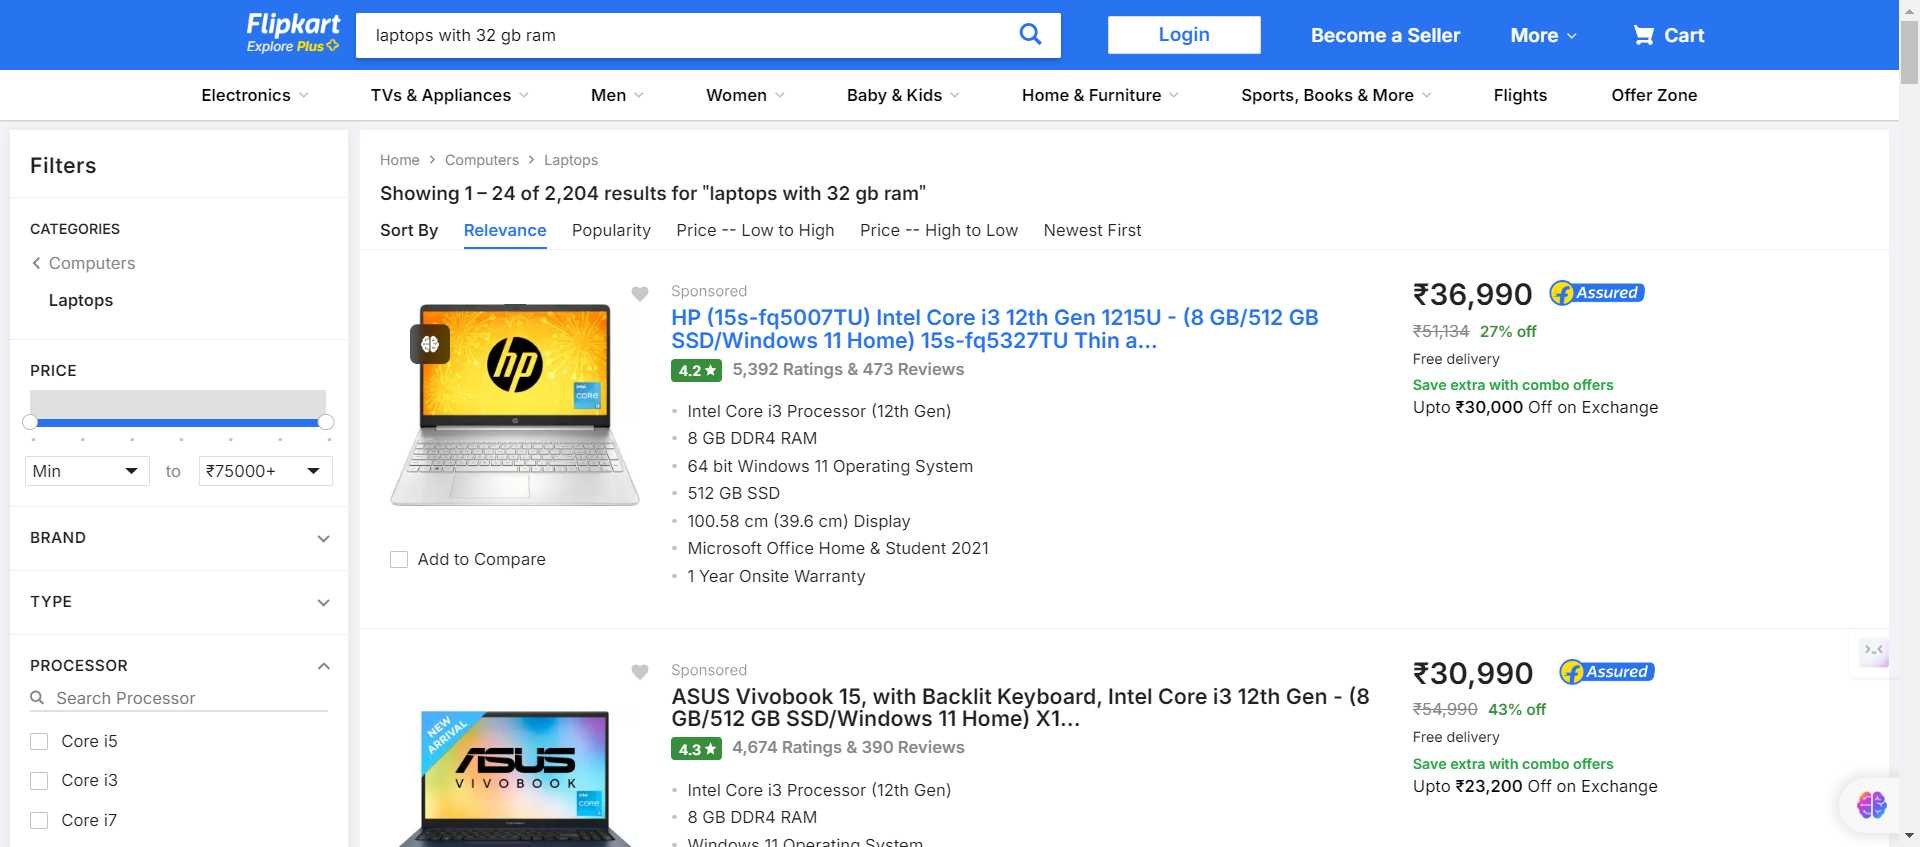 Flipkart
Explore Plus
laptops with 32 gb ram
Login
Become a Seller
More
Cart
Electronics
TVs & Appliances
Men
Women
Baby & Kids
Home & Furniture
Sports, Books & More
Flights
Offer Zone
Filters
CATEGORIES
Computers
Laptops
PRICE
Min
to
₹75000+
BRAND
TYPE
PROCESSOR
Search Processor
Core i5
Core i3
Core i7
Home
Computers
Laptops
Showing 1 – 24 of 2,204 results for "laptops with 32 gb ram"
Sort By
Relevance
Popularity
Price -- Low to High
Price -- High to Low
Newest First
hp
intel
core
Add to Compare
Sponsored
HP (15s-fq5007TU) Intel Core i3 12th Gen 1215U - (8 GB/512 GB
SSD/Windows 11 Home) 15s-fq5327TU Thin a...
4.2 ★
5,392 Ratings & 473 Reviews
Intel Core i3 Processor (12th Gen)
8 GB DDR4 RAM
64 bit Windows 11 Operating System
512 GB SSD
100.58 cm (39.6 cm) Display
Microsoft Office Home & Student 2021
1 Year Onsite Warranty
₹36,990
Assured
₹51,134
27% off
Free delivery
Save extra with combo offers
Upto ₹30,000 Off on Exchange
NEW
ARRIVAL
ASUS
VIVOBOOK
intel
core
Sponsored
ASUS Vivobook 15, with Backlit Keyboard, Intel Core i3 12th Gen - (8
GB/512 GB SSD/Windows 11 Home) X1...
4.3 ★
4,674 Ratings & 390 Reviews
Intel Core i3 Processor (12th Gen)
8 GB DDR4 RAM
Windows 11 Operating System
₹30,990
Assured
₹54,990
43% off
Free delivery
Save extra with combo offers
Upto ₹23,200 Off on Exchange